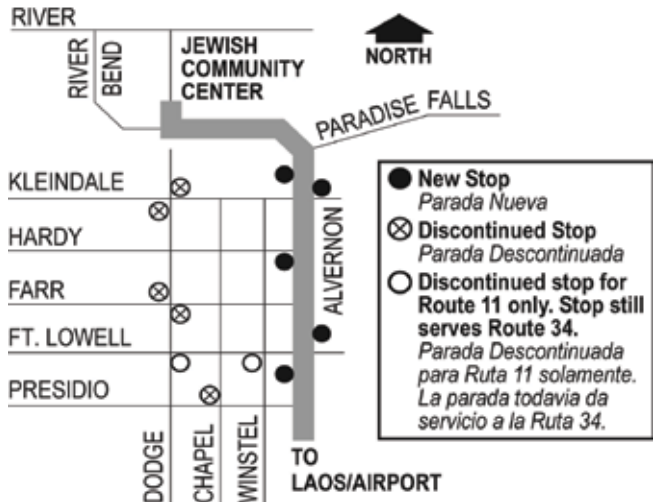 RIVER
RIVER
BEND
JEWISH
COMMUNITY
CENTER
NORTH
PARADISE FALLS
KLEINDALE
HARDY
FARR
FT. LOWELL
PRESIDIO
ALVERNON
DODGE
CHAPEL
WINSTEL
TO
LAOS/AIRPORT
New Stop
Parada Nueva
Discontinued Stop
Parada Descontinuada
Discontinued stop for
Route 11 only. Stop still
serves Route 34.
Parada Descontinuada
para Ruta 11 solamente.
La parada todavia da
servicio a la Ruta 34.